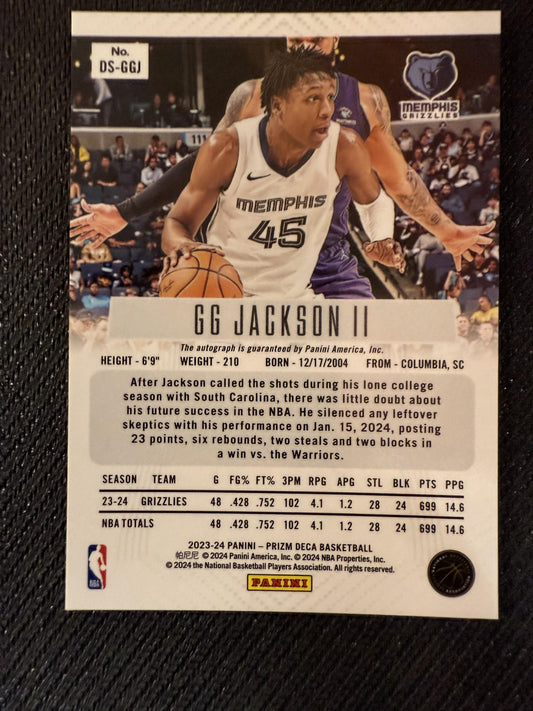 No.
DS-GGJ
111
MEMPHIS
GRIZZLIES
MEMPHIS
45
GG JACKSON II
The autograph is guaranteed by Panini America, Inc.
HEIGHT - 6'9" WEIGHT - 210 BORN - 12/17/2004 FROM - COLUMBIA, SC
After Jackson called the shots during his lone college
season with South Carolina, there was little doubt about
his future success in the NBA. He silenced any leftover
skeptics with his performance on Jan. 15, 2024, posting
23 points, six rebounds, two steals and two blocks in
a win vs. the Warriors.
SEASON TEAM G FG% FT% 3PM RPG APG STL BLK PTS PPG
23-24 GRIZZLIES 48 .428 .752 102 4.1 1.2 28 24 699 14.6
NBA TOTALS 48 .428 .752 102 4.1 1.2 28 24 699 14.6
2023-24 PANINI – PRIZM DECA BASKETBALL
帕尼尼 © 2024 Panini America, Inc. © 2024 NBA Properties, Inc.
© 2024 the National Basketball Players Association. All rights reserved.
PANINI